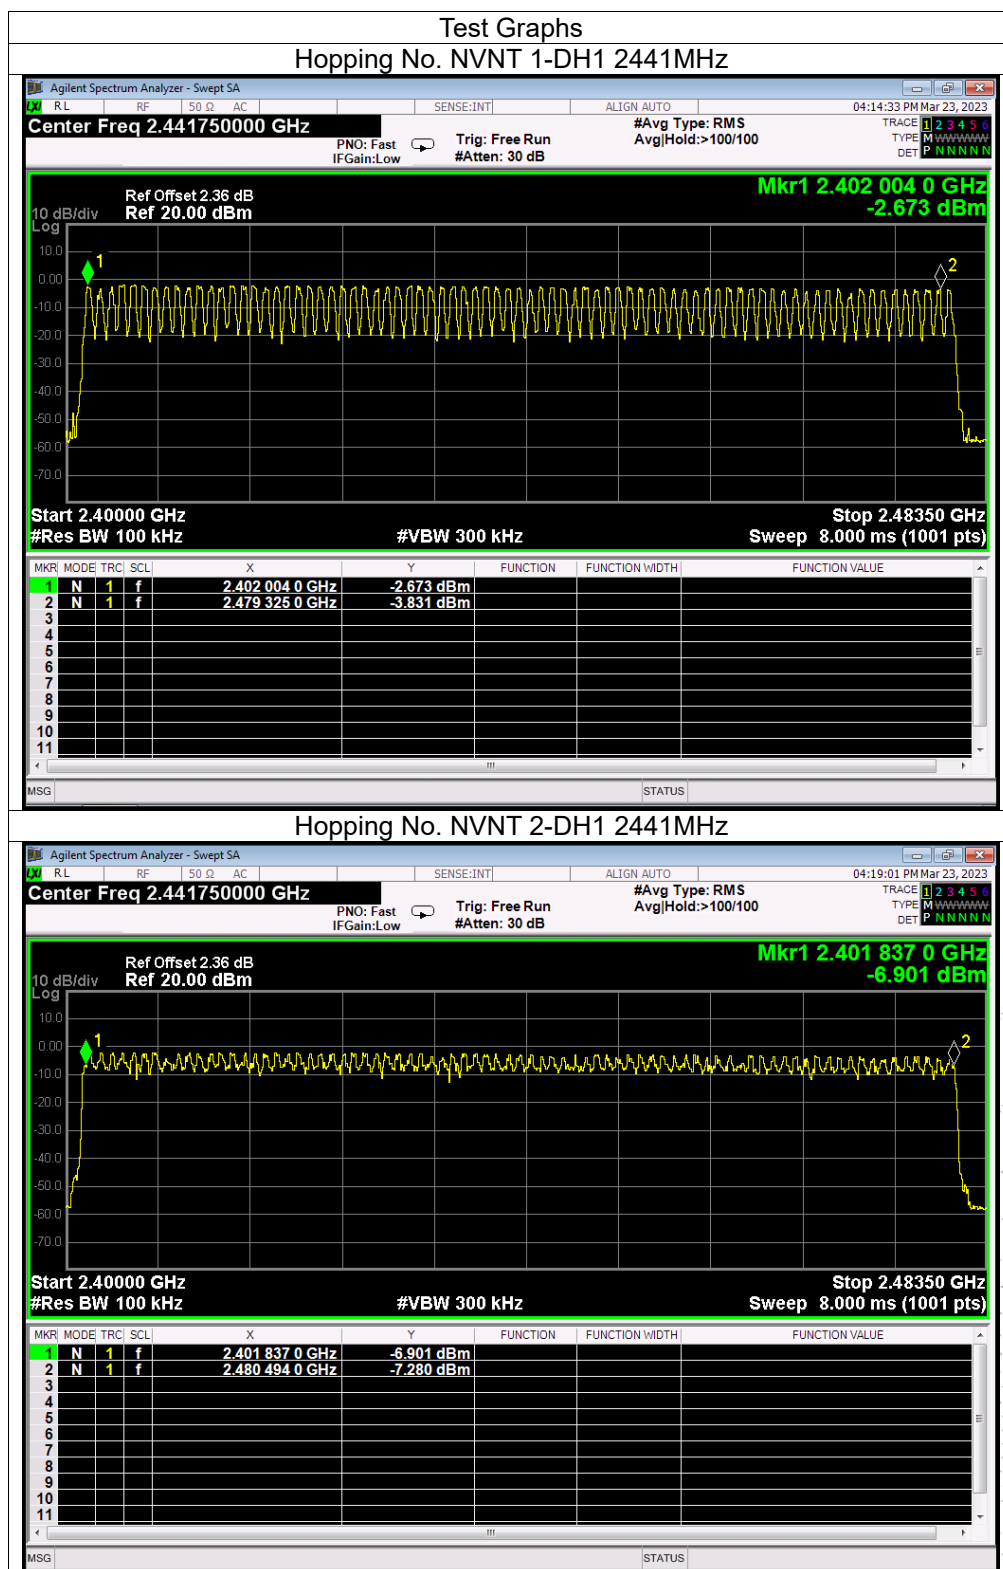 Test Graphs
Hopping No. NVNT 1-DH1 2441MHz
Agilent Spectrum Analyzer - Swept SA
LXI RL RF 50 Ω AC SENSE:INT ALIGN AUTO 04:14:33 PM Mar 23, 2023
Center Freq 2.441750000 GHz #Avg Type: RMS TRACE 1 2 3 4 5 6
PNO: Fast Trig: Free Run Avg|Hold:>100/100 TYPE M WWWWW
IFGain:Low #Atten: 30 dB DET P N N N N N
Mkr1 2.402 004 0 GHz
Ref Offset 2.36 dB
10 dB/div Ref 20.00 dBm -2.673 dBm
Log
10.0
1
2
0.00
-10.0
-20.0
-30.0
-40.0
-50.0
-60.0
-70.0
Start 2.40000 GHz Stop 2.48350 GHz
#Res BW 100 kHz #VBW 300 kHz Sweep 8.000 ms (1001 pts)
MKR MODE TRC SCL X Y FUNCTION FUNCTION WIDTH FUNCTION VALUE
1 N 1 f 2.402 004 0 GHz -2.673 dBm
2 N 1 f 2.479 325 0 GHz -3.831 dBm
3
4
5
6
7
8
9
10
11
MSG STATUS
Hopping No. NVNT 2-DH1 2441MHz
Agilent Spectrum Analyzer - Swept SA
LXI RL RF 50 Ω AC SENSE:INT ALIGN AUTO 04:19:01 PM Mar 23, 2023
Center Freq 2.441750000 GHz #Avg Type: RMS TRACE 1 2 3 4 5 6
PNO: Fast Trig: Free Run Avg|Hold:>100/100 TYPE M WWWWW
IFGain:Low #Atten: 30 dB DET P N N N N N
Mkr1 2.401 837 0 GHz
Ref Offset 2.36 dB
10 dB/div Ref 20.00 dBm -6.901 dBm
Log
10.0
1
2
0.00
-10.0
-20.0
-30.0
-40.0
-50.0
-60.0
-70.0
Start 2.40000 GHz Stop 2.48350 GHz
#Res BW 100 kHz #VBW 300 kHz Sweep 8.000 ms (1001 pts)
MKR MODE TRC SCL X Y FUNCTION FUNCTION WIDTH FUNCTION VALUE
1 N 1 f 2.401 837 0 GHz -6.901 dBm
2 N 1 f 2.480 494 0 GHz -7.280 dBm
3
4
5
6
7
8
9
10
11
MSG STATUS